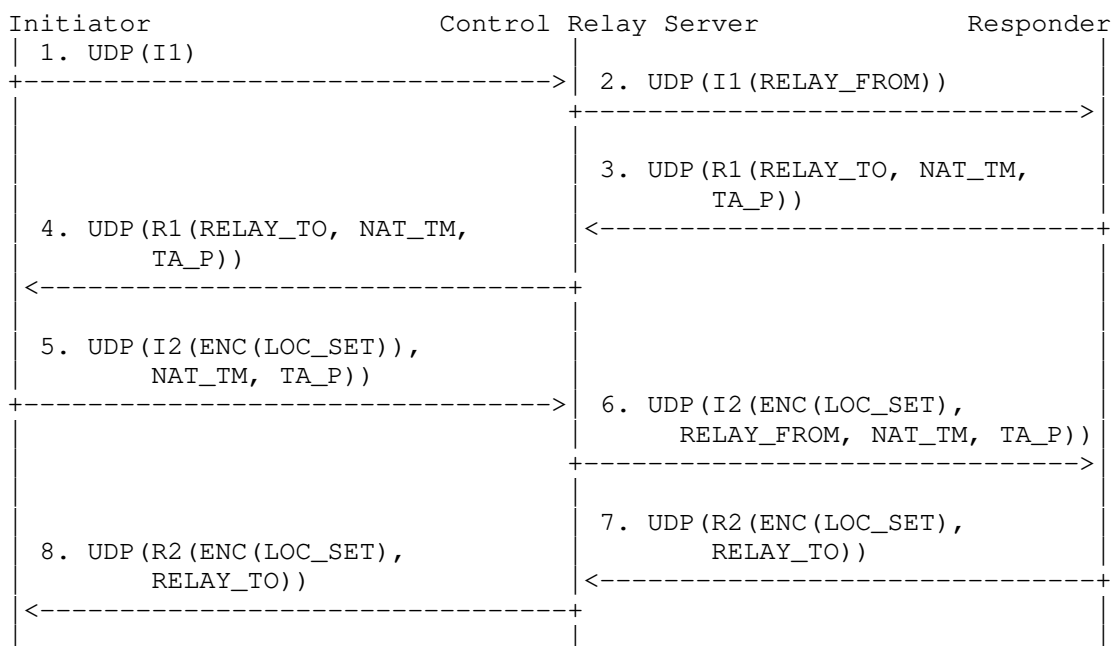 Initiator Control Relay Server Responder
1. UDP(I1)
2. UDP(I1(RELAY_FROM))
3. UDP(R1(RELAY_TO, NAT_TM,
TA_P))
4. UDP(R1(RELAY_TO, NAT_TM,
TA_P))
5. UDP(I2(ENC(LOC_SET)),
NAT_TM, TA_P))
6. UDP(I2(ENC(LOC_SET),
RELAY_FROM, NAT_TM, TA_P))
7. UDP(R2(ENC(LOC_SET),
RELAY_TO))
8. UDP(R2(ENC(LOC_SET),
RELAY_TO))